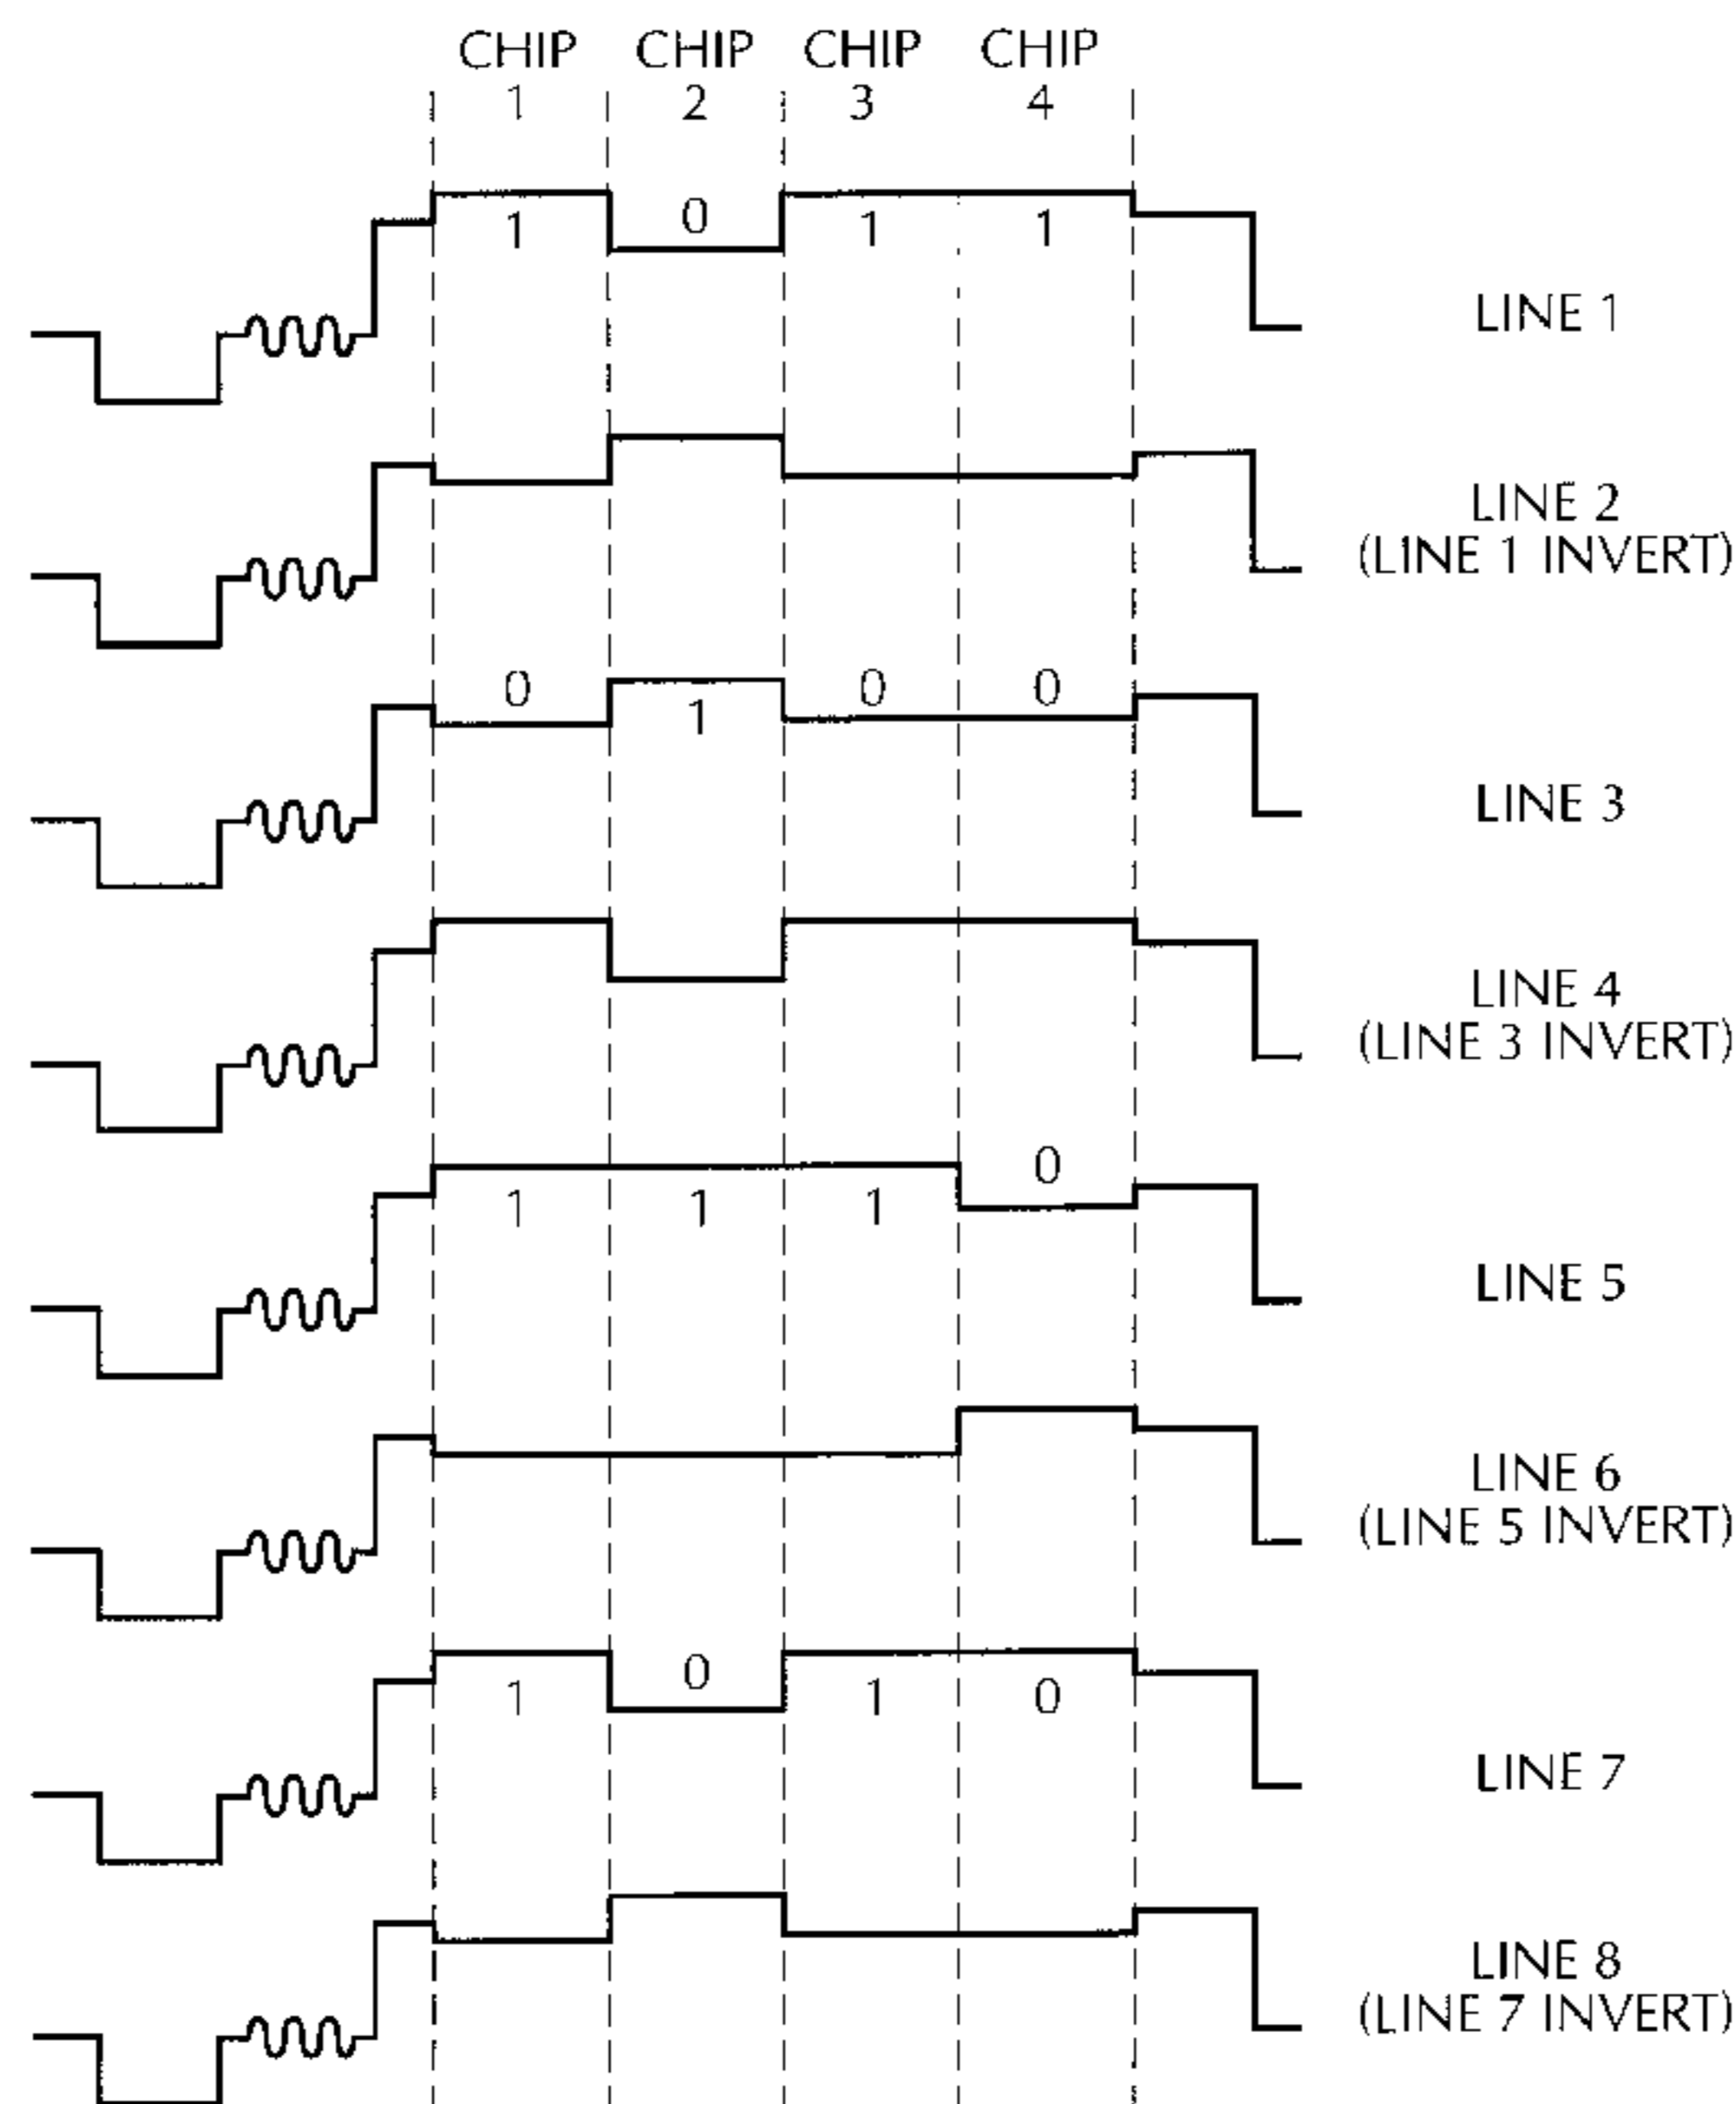 CHIP CHIP CHIP CHIP
1 2 3 4
1 0 1 1
LINE 1
LINE 2
(LINE 1 INVERT)
0 1 0 0
LINE 3
LINE 4
(LINE 3 INVERT)
1 1 1 0
LINE 5
LINE 6
(LINE 5 INVERT)
1 0 1 0
LINE 7
LINE 8
(LINE 7 INVERT)